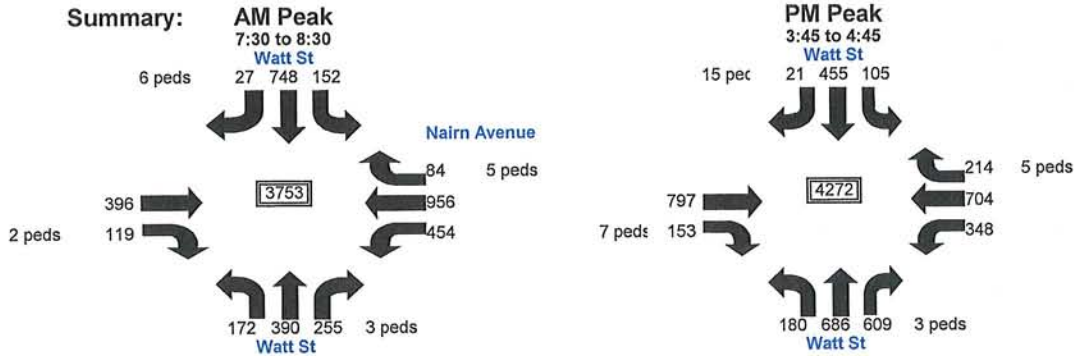 Summary: AM Peak PM Peak
7:30 to 8:30 3:45 to 4:45
Watt St Watt St
6 peds 27 748 152 15 pec 21 455 105
Nairn Avenue
84 5 peds 214 5 peds
3753 4272
396 956 797 704
2 peds 119 454 7 peds 153 348
172 390 255 3 peds 180 686 609 3 peds
Watt St Watt St